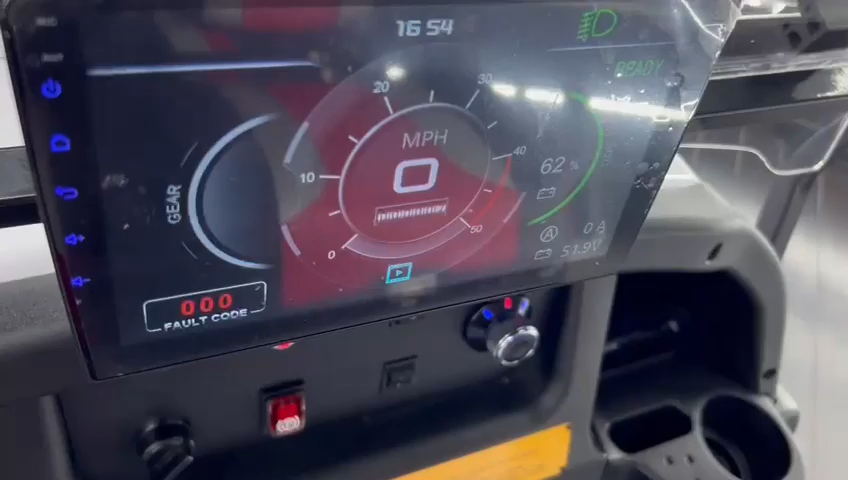 16 54
READY
20
30
MPH
10
40
0
62 %
GEAR
0
50
A
0 A
51.9V
000
FAULT CODE